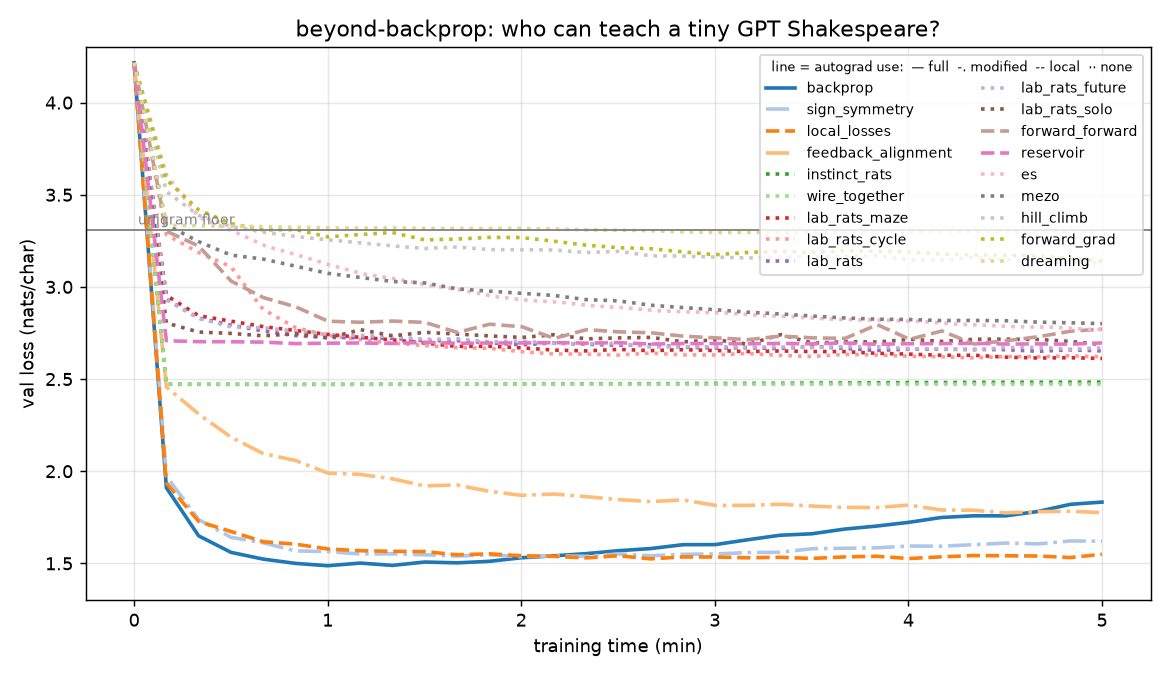 beyond-backprop: who can teach a tiny GPT Shakespeare?
line = autograd use: — full -. modified -- local ·· none
backprop
sign_symmetry
local_losses
feedback_alignment
instinct_rats
wire_together
lab_rats_maze
lab_rats_cycle
lab_rats
lab_rats_future
lab_rats_solo
forward_forward
reservoir
es
mezo
hill_climb
forward_grad
dreaming
unigram floor
val loss (nats/char)
4.0
3.5
3.0
2.5
2.0
1.5
0
1
2
3
4
5
training time (min)